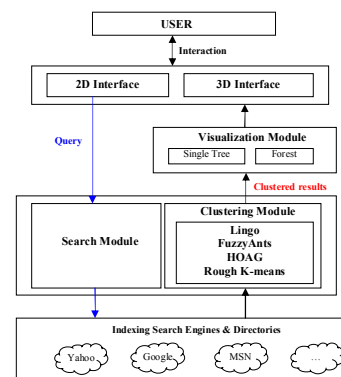 USER
Interaction
2D Interface
3D Interface
Query
Visualization Module
Single Tree
Forest
Clustered results
Search Module
Clustering Module
Lingo
FuzzyAnts
HOAG
Rough K-means
Indexing Search Engines & Directories
Yahoo
Google
MSN
...